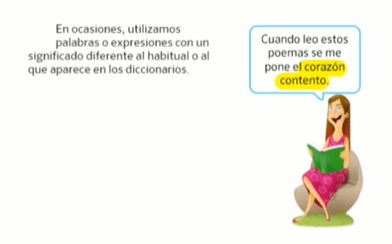 En ocasiones, utilizamos
palabras o expresiones con un
significado diferente al habitual o al
que aparece en los diccionarios.
Cuando leo estos
poemas se me
pone el corazón
contento.